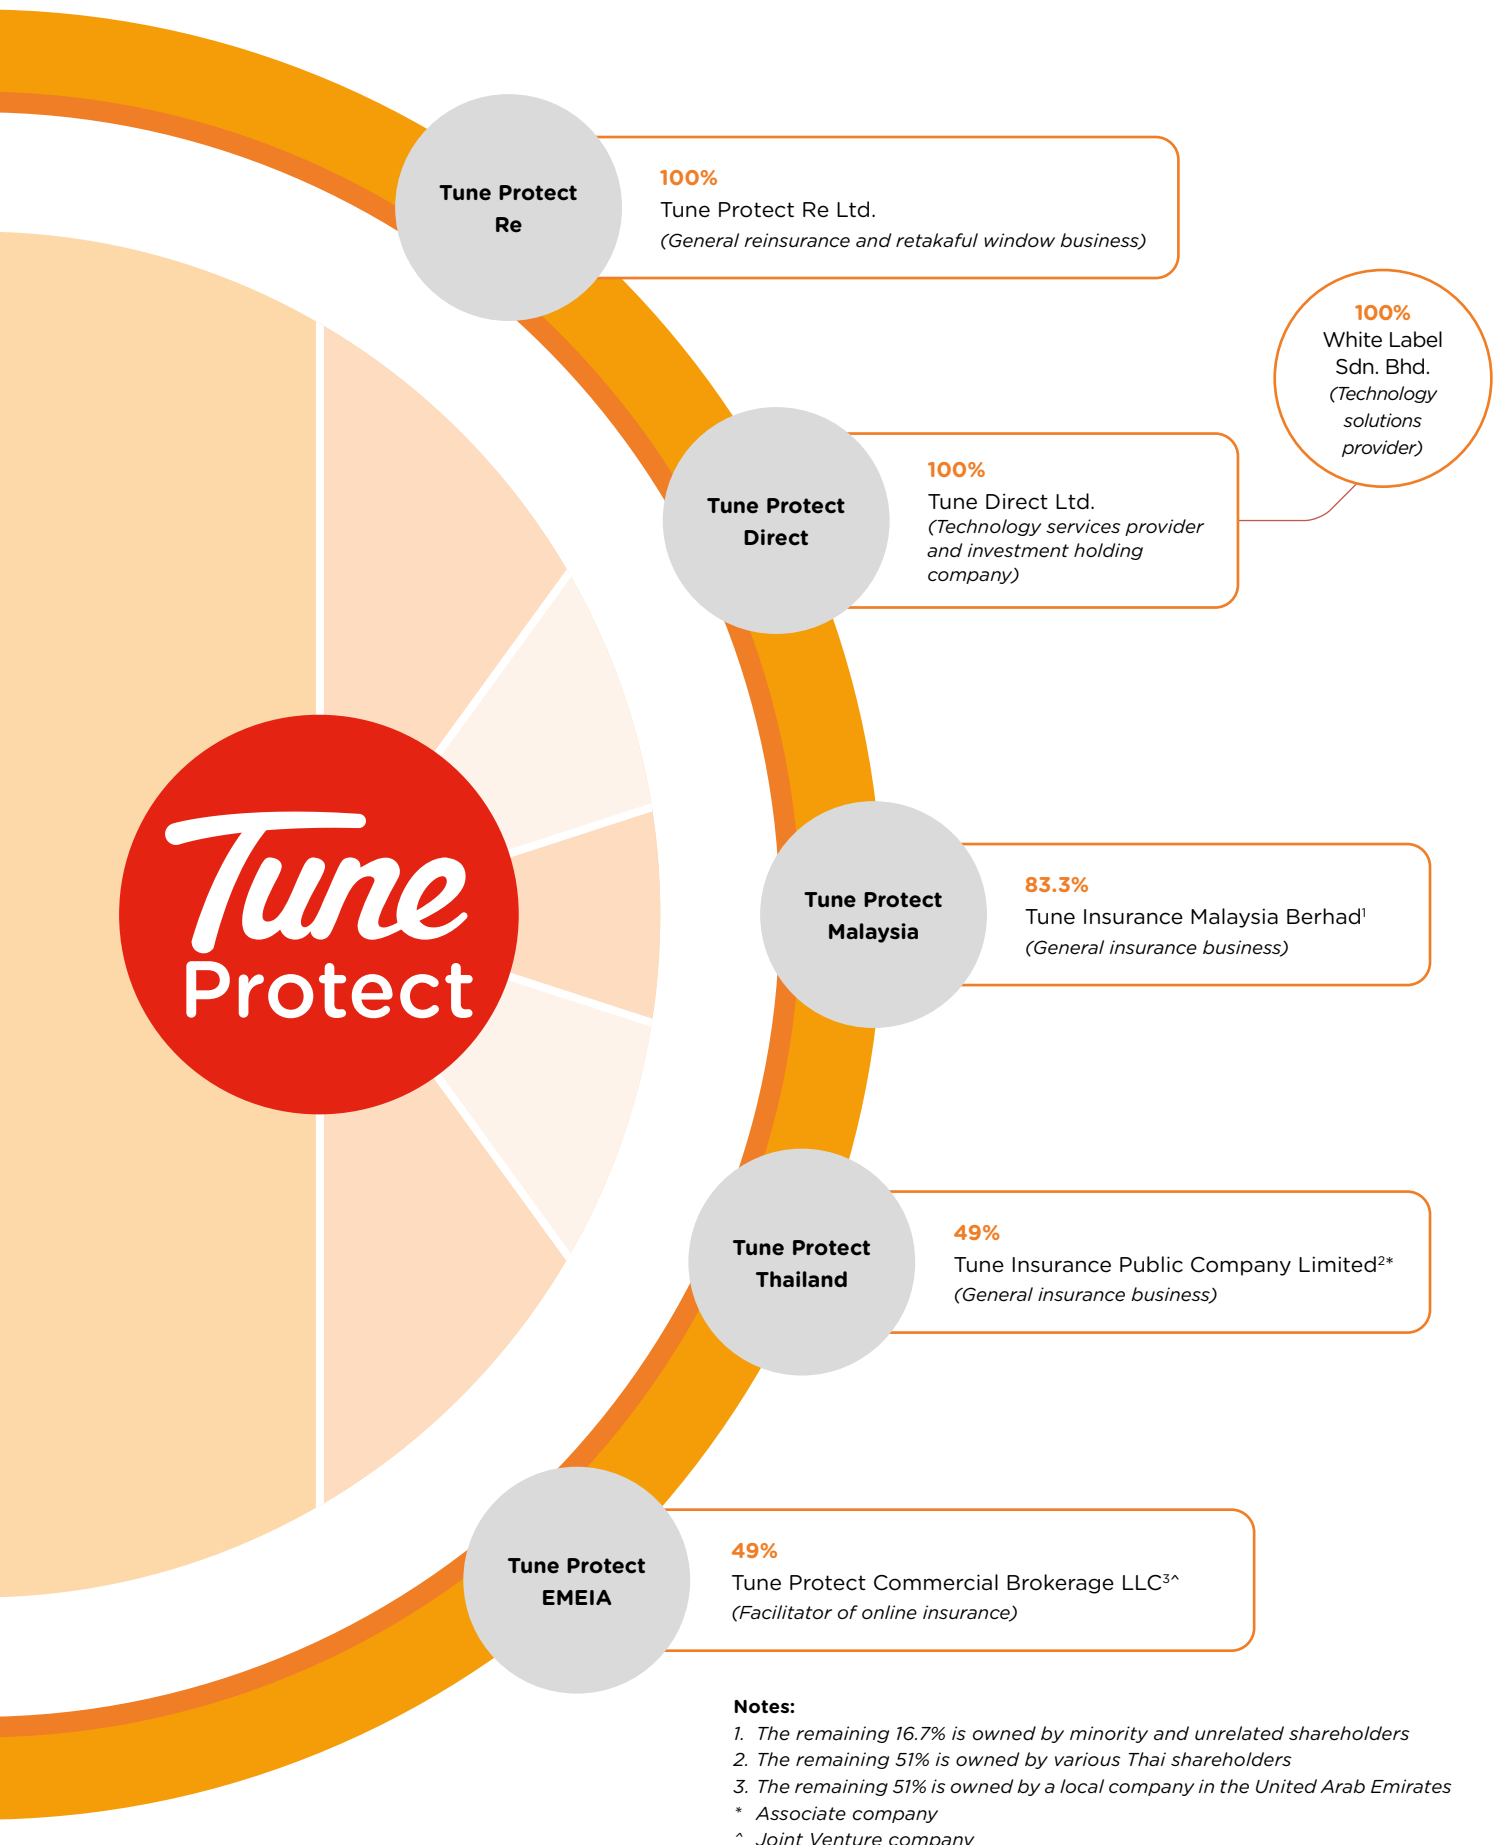 Tune Protect
Re
100%
Tune Protect Re Ltd.
(General reinsurance and retakaful window business)
100%
White Label
Sdn. Bhd.
(Technology
solutions
provider)
Tune Protect
Direct
100%
Tune Direct Ltd.
(Technology services provider
and investment holding
company)
Tune
Protect
Tune Protect
Malaysia
83.3%
Tune Insurance Malaysia Berhad¹
(General insurance business)
Tune Protect
Thailand
49%
Tune Insurance Public Company Limited²*
(General insurance business)
Tune Protect
EMEIA
49%
Tune Protect Commercial Brokerage LLC³^
(Facilitator of online insurance)
Notes:
1. The remaining 16.7% is owned by minority and unrelated shareholders
2. The remaining 51% is owned by various Thai shareholders
3. The remaining 51% is owned by a local company in the United Arab Emirates
* Associate company
^ Joint Venture company